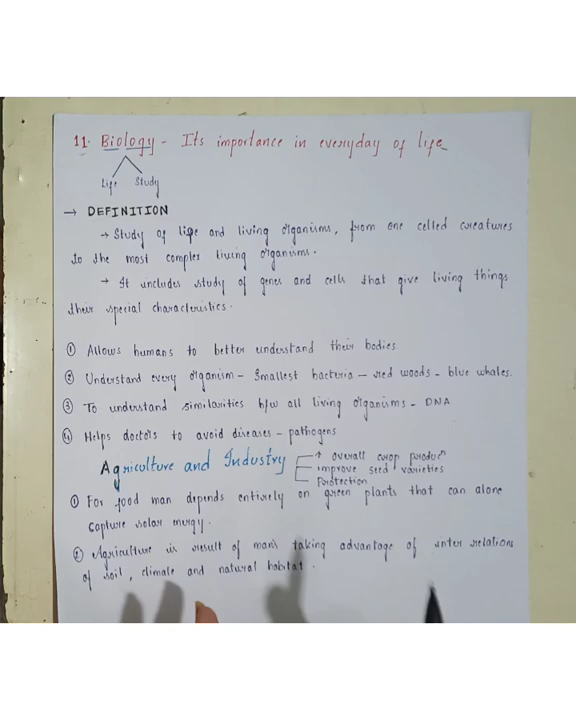 11. Biology - Its importance in everyday of life
Life Study
→ DEFINITION
→ Study of life and living organisms, from one celled creatures
to the most complex living organisms.
→ It includes study of genes and cells that give living things
their special characteristics.
① Allows humans to better understand their bodies.
② Understand every organism - Smallest bacteria - red woods - blue whales.
③ To understand similarities b/w all living organisms - DNA
④ Helps doctors to avoid diseases - pathogens
Agriculture and Industry
↑ overall crop producⁿ
improve seed varieties
Protection
① For food man depends entirely on green plants that can alone
capture solar energy.
② Agriculture is result of man's taking advantage of inter relations
of soil, climate and natural habitat.